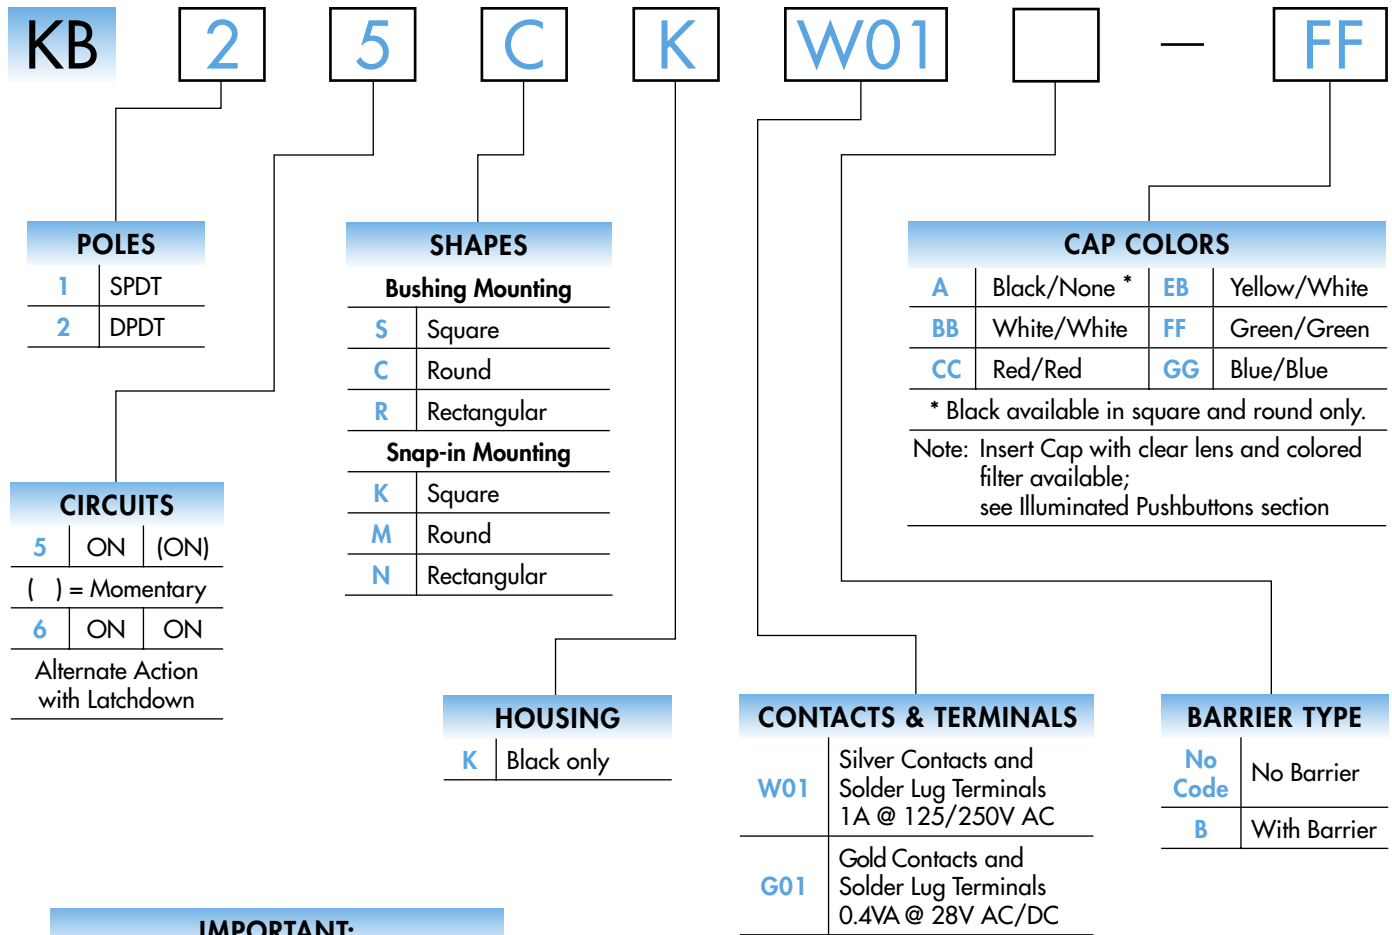 KB 2 5 C K W01 — FF
POLES
1 SPDT
2 DPDT
SHAPES
Bushing Mounting
S Square
C Round
R Rectangular
Snap-in Mounting
K Square
M Round
N Rectangular
CAP COLORS
A Black/None * EB Yellow/White
BB White/White FF Green/Green
CC Red/Red GG Blue/Blue
* Black available in square and round only.
Note: Insert Cap with clear lens and colored
filter available;
see Illuminated Pushbuttons section
CIRCUITS
5 ON (ON)
( ) = Momentary
6 ON ON
Alternate Action
with Latchdown
HOUSING
K Black only
CONTACTS & TERMINALS
W01 Silver Contacts and
Solder Lug Terminals
1A @ 125/250V AC
G01 Gold Contacts and
Solder Lug Terminals
0.4VA @ 28V AC/DC
BARRIER TYPE
No
Code No Barrier
B With Barrier
IMPORTANT: